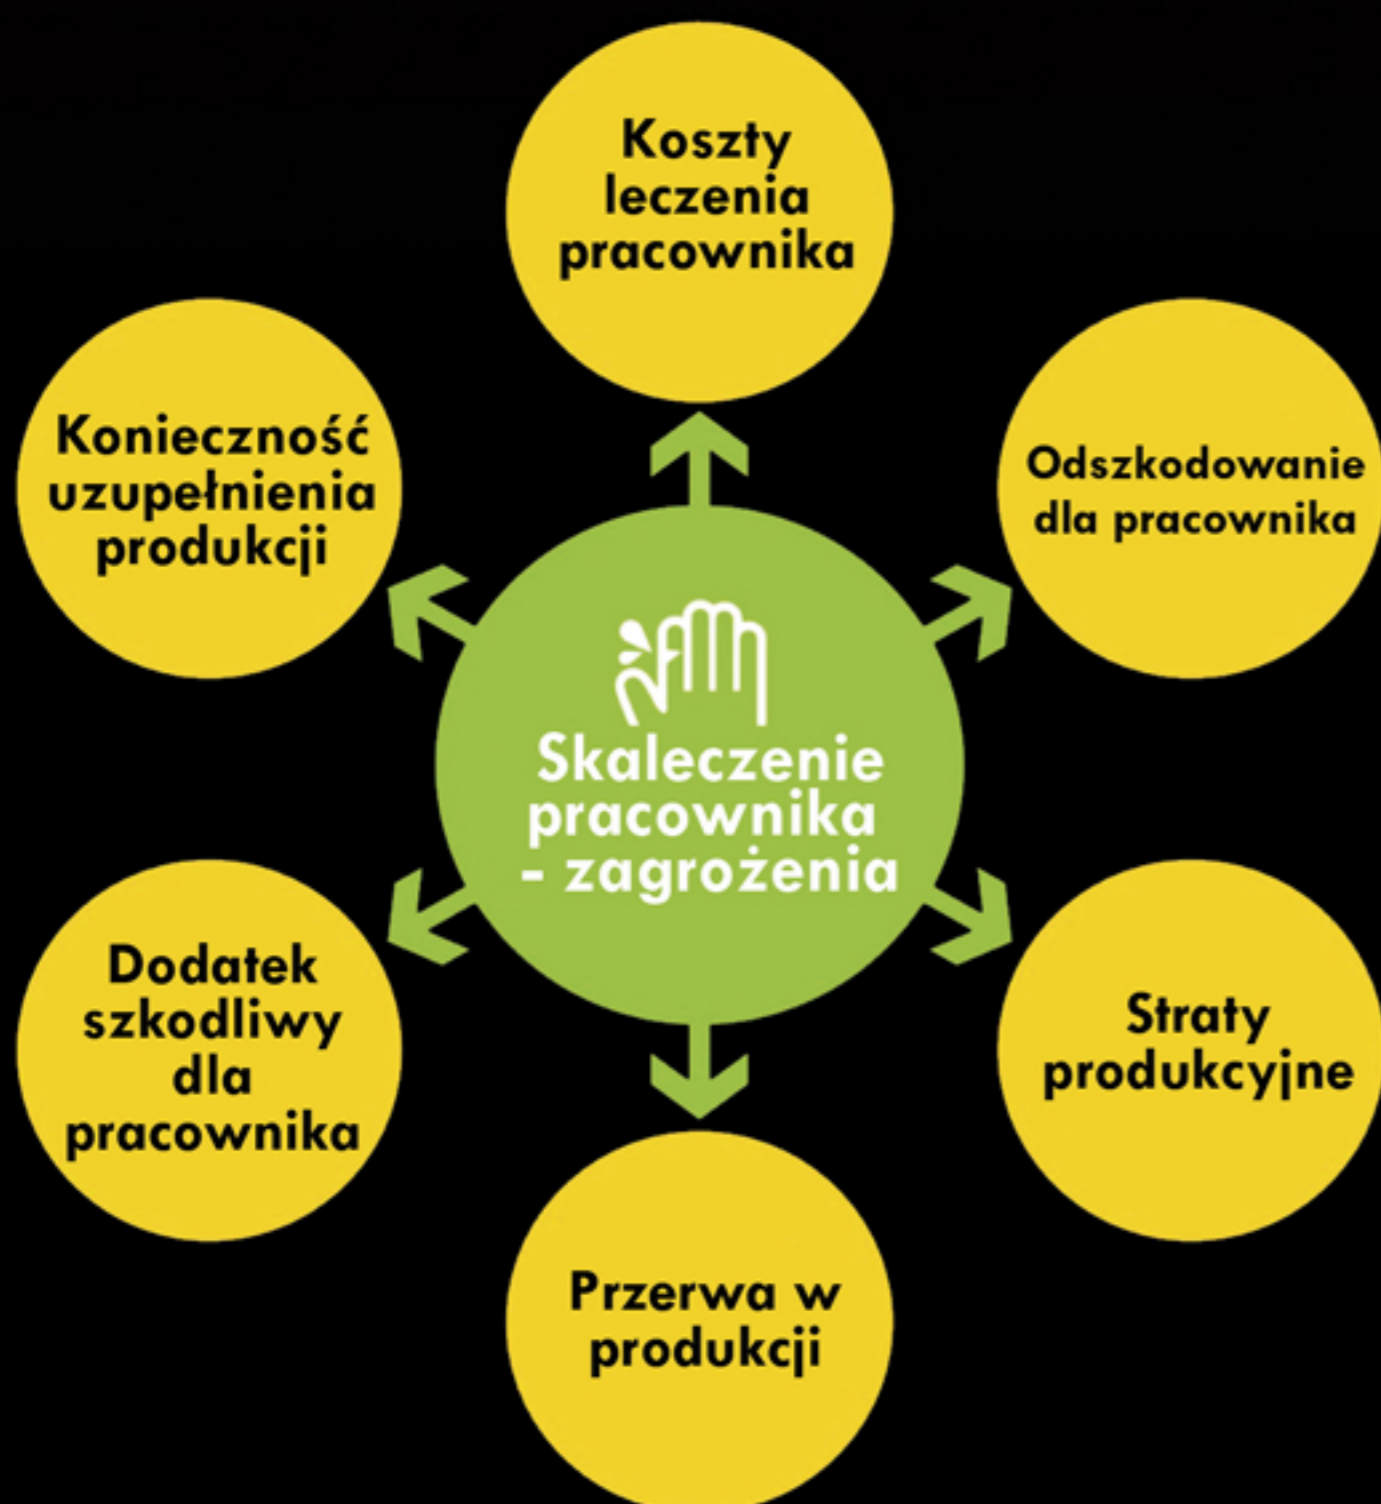 Koszty
leczenia
pracownika
Konieczność
uzupełnienia
produkcji
Odszkodowanie
dla pracownika
Skaleczenie
pracownika
- zagrożenia
Dodatek
szkodliwy
dla
pracownika
Straty
produkcyjne
Przerwa w
produkcji